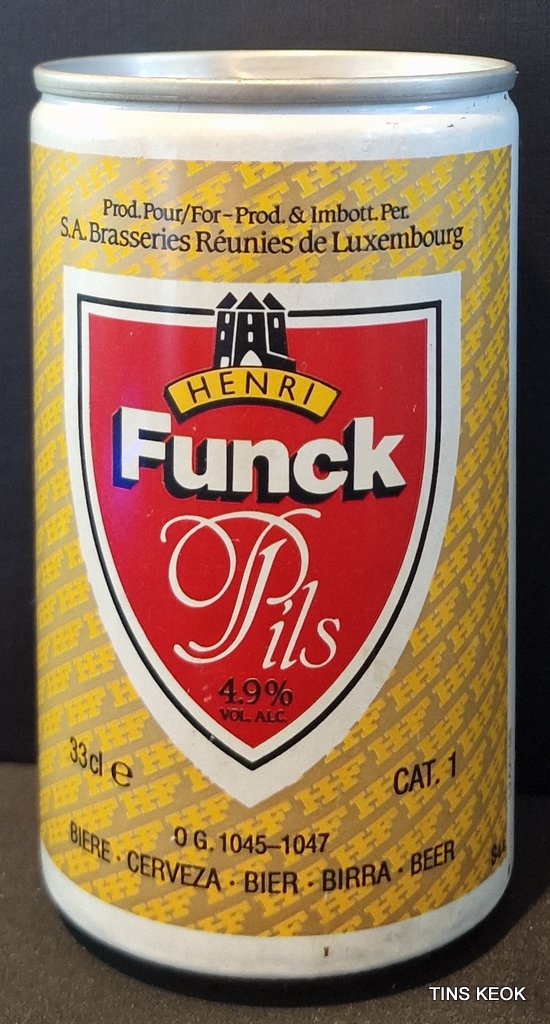 Prod. Pour/For-Prod. & Imbott. Per.
S.A. Brasseries Réunies de Luxembourg
HENRI
Funck
Pils
4.9%
VOL. ALC.
33cl e
CAT. 1
O G. 1045-1047
BIERE · CERVEZA · BIER · BIRRA · BEER
TINS KEOK